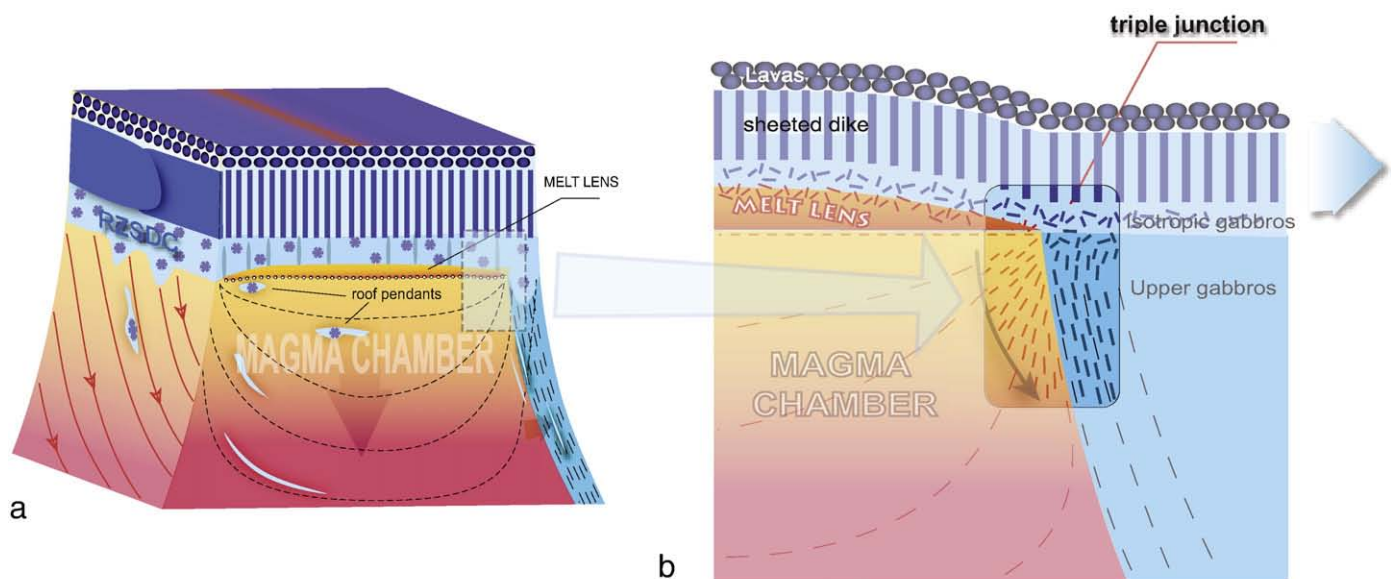 MELT LENS
RZSDC
roof pendants
MAGMA CHAMBER
a
triple junction
Lavas
sheeted dike
MELT LENS
Isotropic gabbros
Upper gabbros
MAGMA
CHAMBER
b